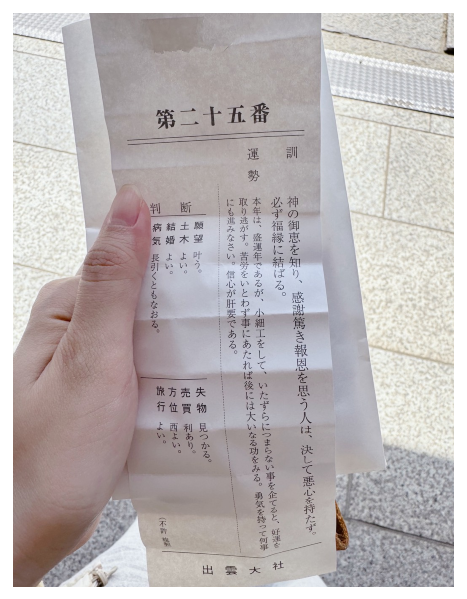 第二十五番
訓
神の御恵を知り、感謝篤き報恩を思う人は、決して悪心を持たず。
必ず福縁に結ばる。
運勢
本年は、盛運年であるが、小細工をして、いたずらにつまらない事を企てると、好運を
取り逃がす。苦労をいとわず事にあたれば後には大いなる功をみる。勇気を持って何事
にも進みなさい。信心が肝要である。
判断
願望 叶う。
土木 よい。
結婚 よい。
病気 長引くともなおる。
失物 見つかる。
売買 利あり。
方位 西よい。
旅行 よい。
(不許
出雲大社